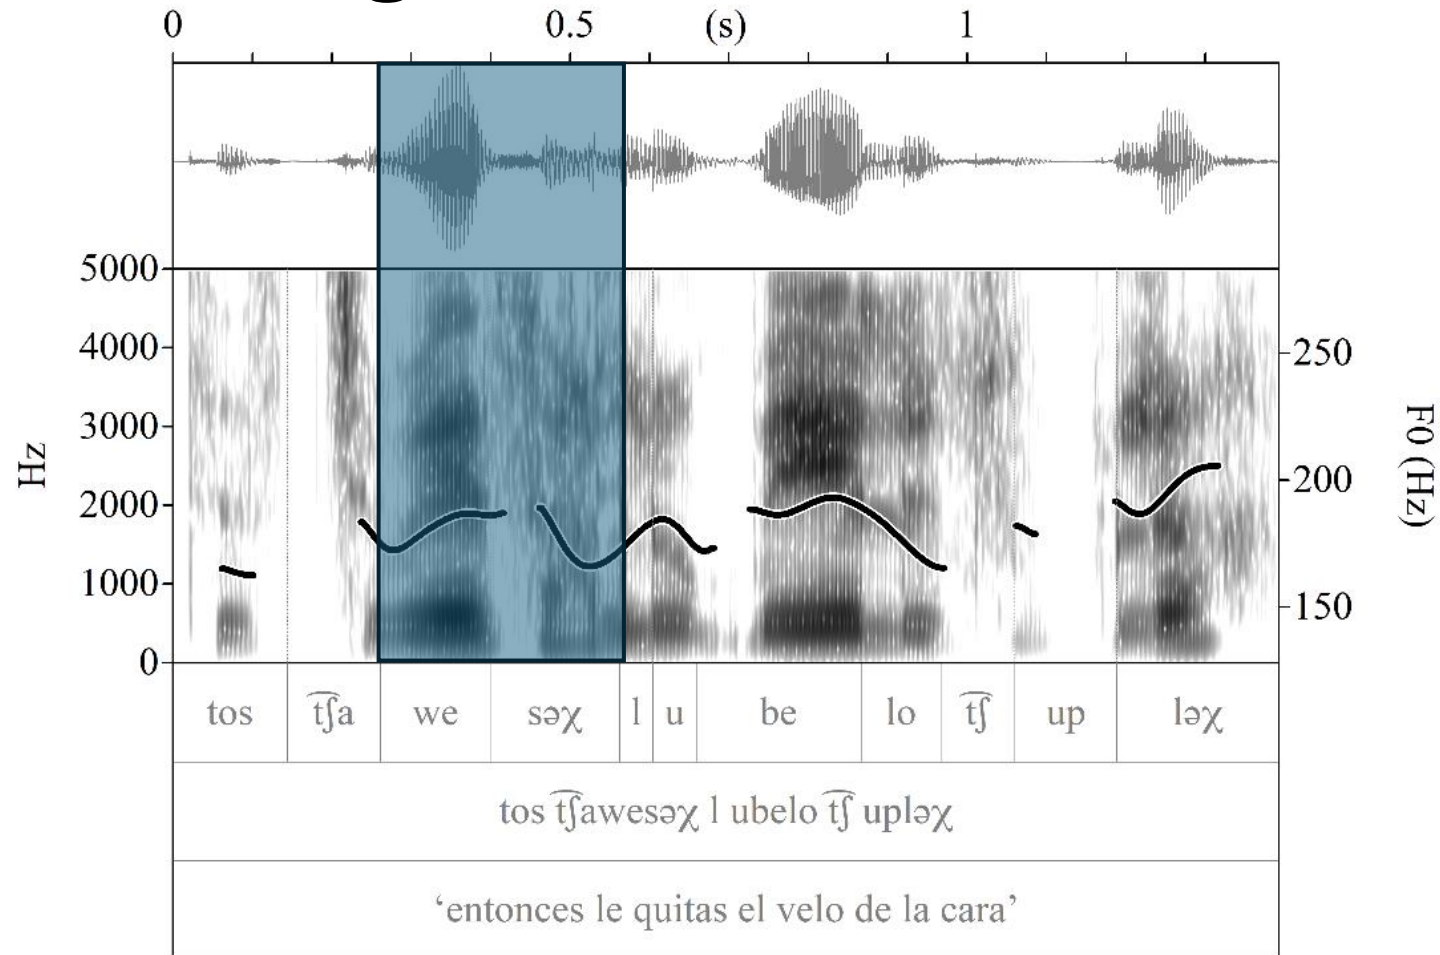 0 0.5 (s) 1
5000
4000
3000
2000
1000
0
Hz
250
200
150
F0 (Hz)
tos t͡ʃa we səχ l u be lo t͡ʃ up ləχ
tos t͡ʃawesəχ l ubelo t͡ʃ upləχ
‘entonces le quitas el velo de la cara’